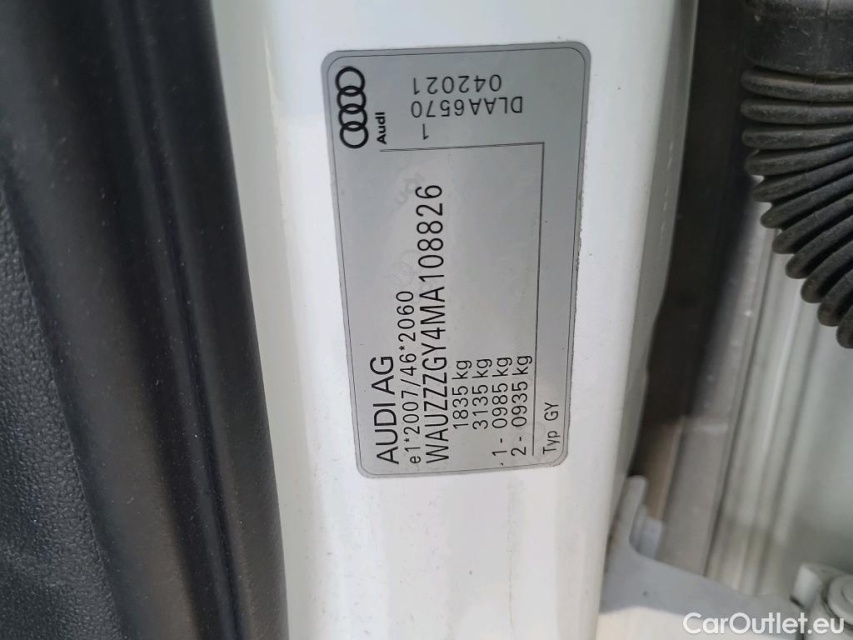 AUDI AG
e1*2007/46*2060
WAUZZZGY4MA108826
1835 kg
3135 kg
1 - 0985 kg
2 - 0935 kg
Typ GY
Audi
1
042021
DLAA6570
CarOutlet.eu